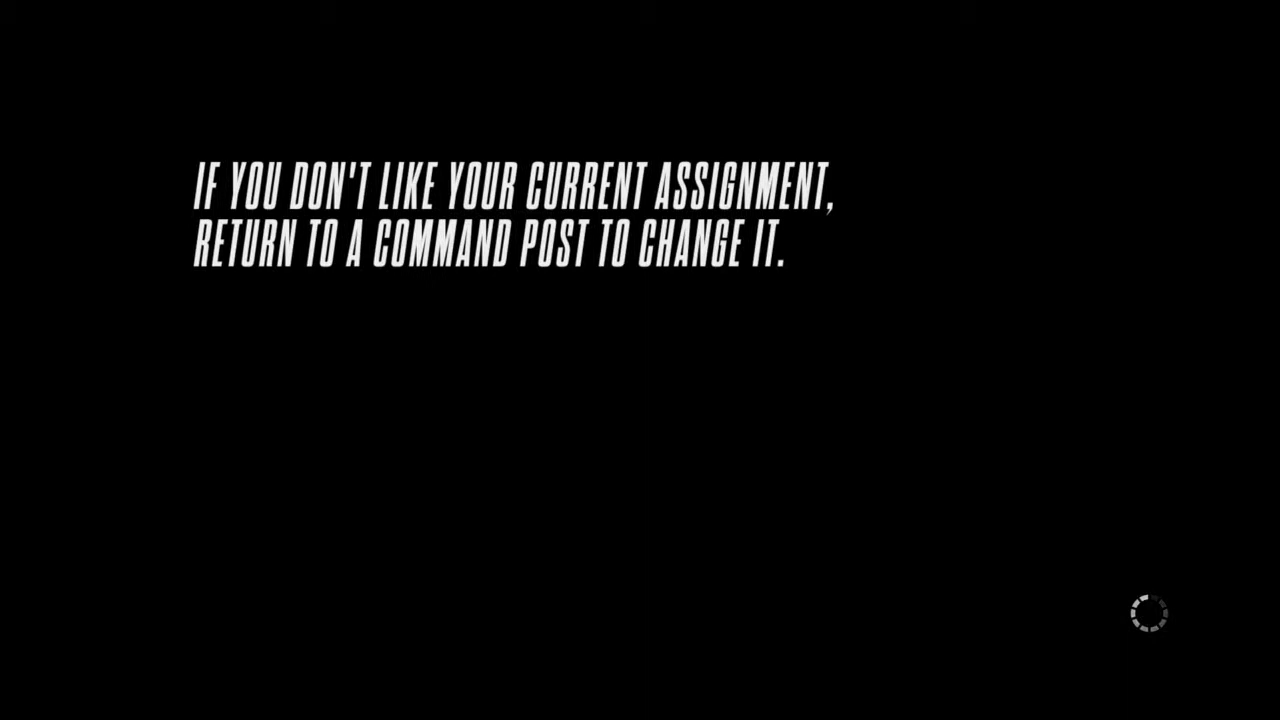 IF YOU DON'T LIKE YOUR CURRENT ASSIGNMENT,
RETURN TO A COMMAND POST TO CHANGE IT.